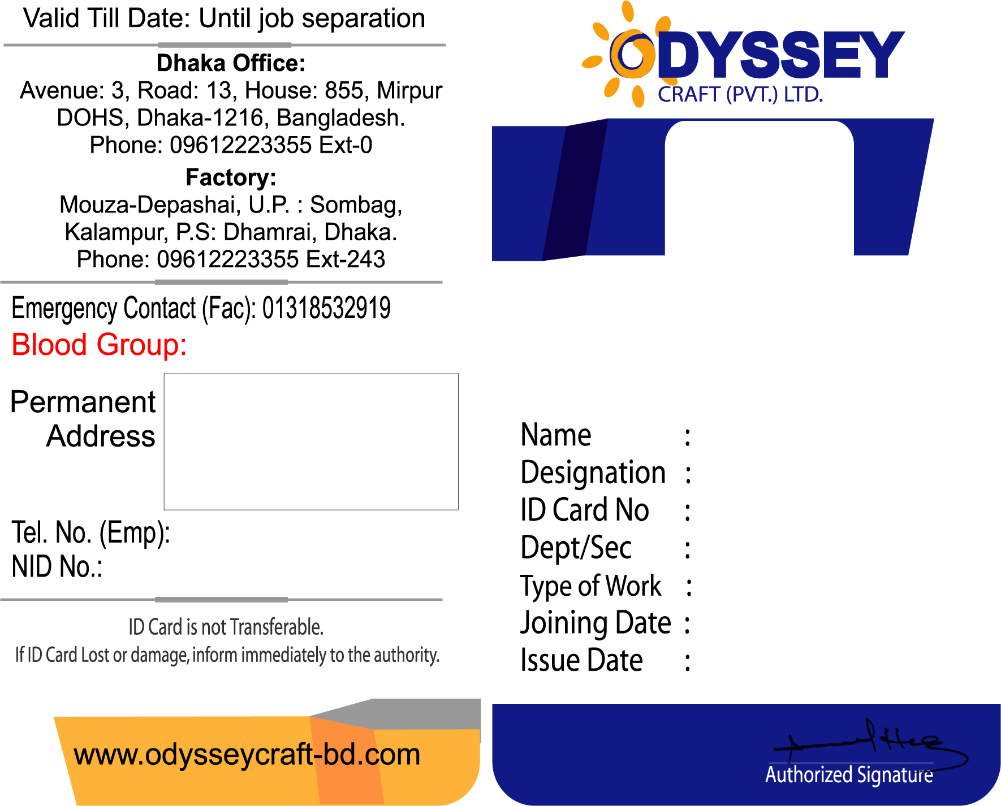 Valid Till Date: Until job separation
Dhaka Office:
Avenue: 3, Road: 13, House: 855, Mirpur
DOHS, Dhaka-1216, Bangladesh.
Phone: 09612223355 Ext-0
Factory:
Mouza-Depashai, U.P. : Sombag,
Kalampur, P.S: Dhamrai, Dhaka.
Phone: 09612223355 Ext-243
Emergency Contact (Fac): 01318532919
Blood Group:
Permanent
Address
Tel. No. (Emp):
NID No.:
ID Card is not Transferable.
If ID Card Lost or damage, inform immediately to the authority.
www.odysseycraft-bd.com
ODYSSEY
CRAFT (PVT.) LTD.
Name :
Designation :
ID Card No :
Dept/Sec :
Type of Work :
Joining Date :
Issue Date :
Authorized Signature